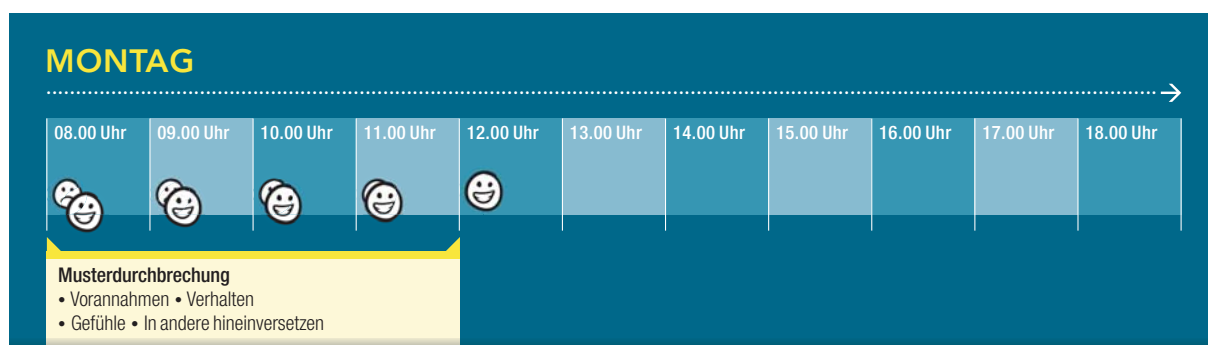 MONTAG
08.00 Uhr 09.00 Uhr 10.00 Uhr 11.00 Uhr 12.00 Uhr 13.00 Uhr 14.00 Uhr 15.00 Uhr 16.00 Uhr 17.00 Uhr 18.00 Uhr
Musterdurchbrechung
• Vorannahmen • Verhalten
• Gefühle • In andere hineinversetzen